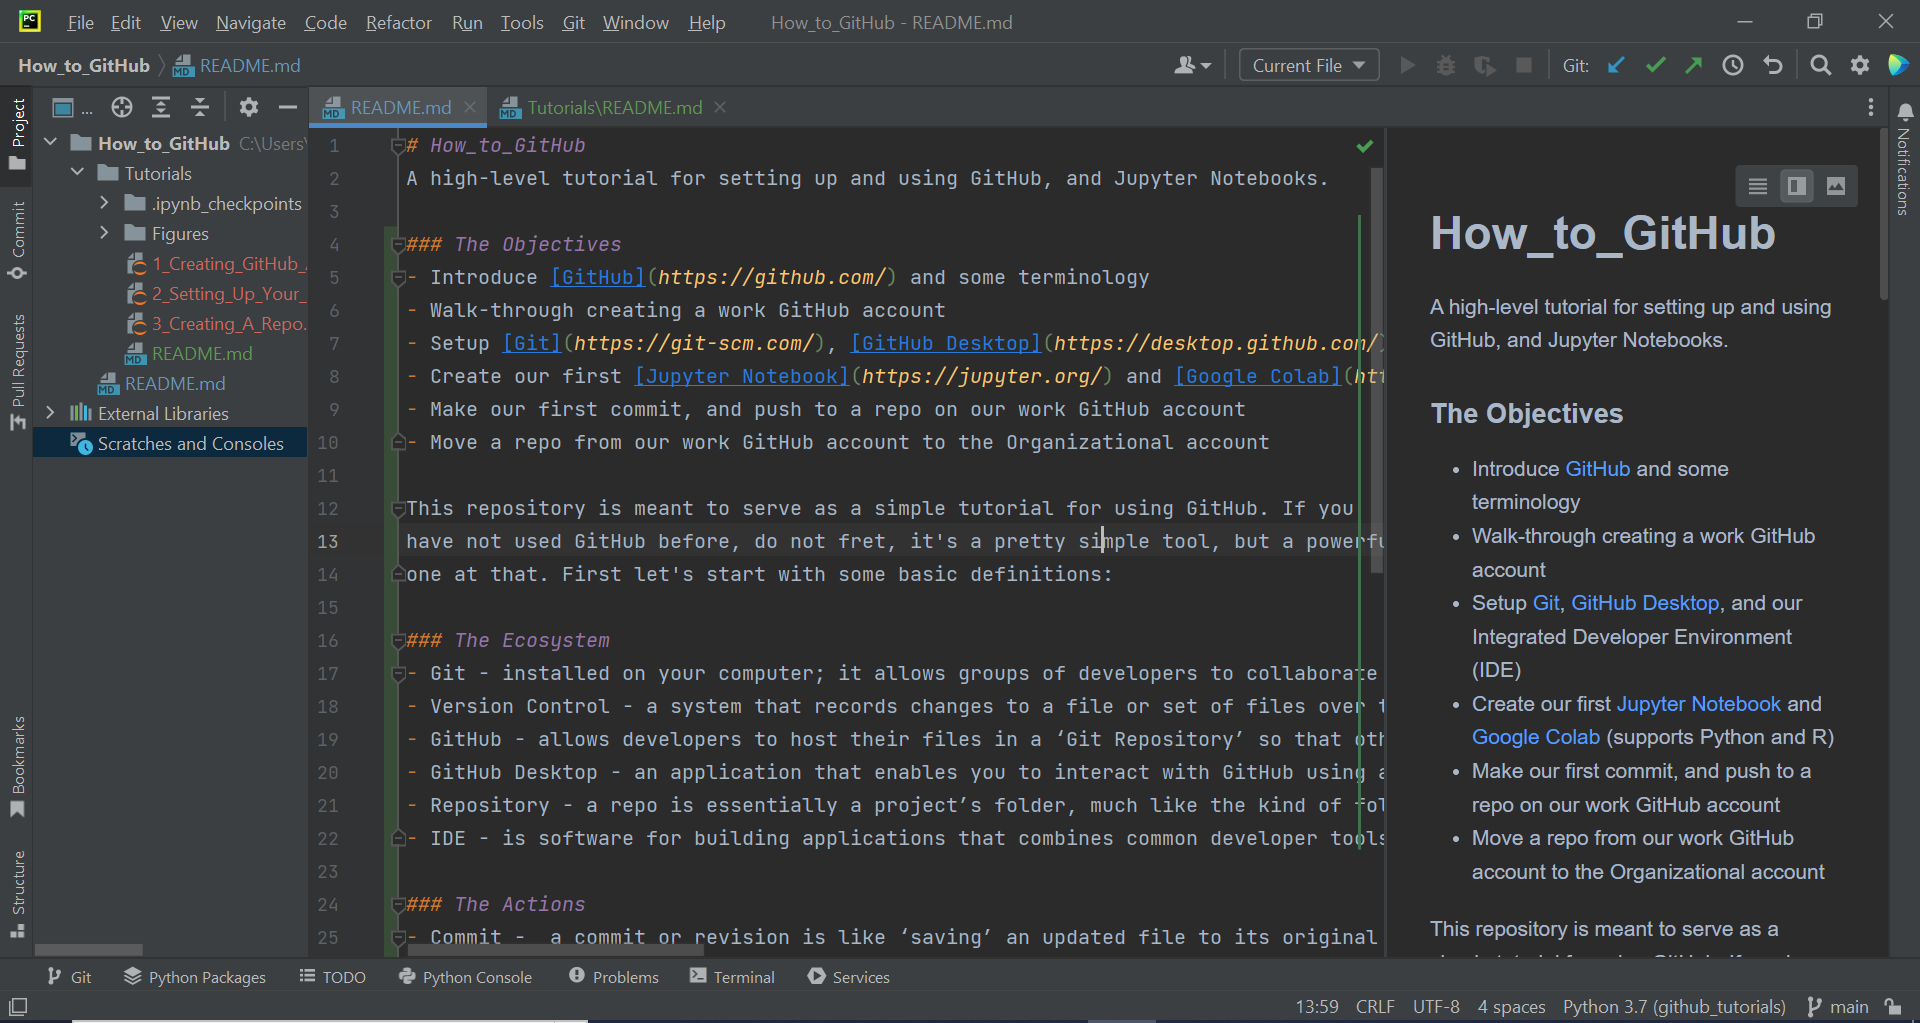 PC File Edit View Navigate Code Refactor Run Tools Git Window Help How_to_GitHub - README.md
How_to_GitHub README.md Current File Git:
Project
Commit
Pull Requests
Bookmarks
Structure
...
How_to_GitHub C:\Users\
Tutorials
.ipynb_checkpoints
Figures
1_Creating_GitHub_
2_Setting_Up_Your_
3_Creating_A_Repo.
README.md
README.md
External Libraries
Scratches and Consoles
README.md Tutorials\README.md
1 # How_to_GitHub
2 A high-level tutorial for setting up and using GitHub, and Jupyter Notebooks.
3
4 ### The Objectives
5 - Introduce [GitHub](https://github.com/) and some terminology
6 - Walk-through creating a work GitHub account
7 - Setup [Git](https://git-scm.com/), [GitHub Desktop](https://desktop.github.com/)
8 - Create our first [Jupyter Notebook](https://jupyter.org/) and [Google Colab](htt
9 - Make our first commit, and push to a repo on our work GitHub account
10 - Move a repo from our work GitHub account to the Organizational account
11
12 This repository is meant to serve as a simple tutorial for using GitHub. If you
13 have not used GitHub before, do not fret, it's a pretty simple tool, but a powerfu
14 one at that. First let's start with some basic definitions:
15
16 ### The Ecosystem
17 - Git - installed on your computer; it allows groups of developers to collaborate
18 - Version Control - a system that records changes to a file or set of files over t
19 - GitHub - allows developers to host their files in a ‘Git Repository’ so that oth
20 - GitHub Desktop - an application that enables you to interact with GitHub using a
21 - Repository - a repo is essentially a project’s folder, much like the kind of fol
22 - IDE - is software for building applications that combines common developer tools
23
24 ### The Actions
25 - Commit -  a commit or revision is like ‘saving’ an updated file to its original
How_to_GitHub
A high-level tutorial for setting up and using
GitHub, and Jupyter Notebooks.
The Objectives
• Introduce GitHub and some
terminology
• Walk-through creating a work GitHub
account
• Setup Git, GitHub Desktop, and our
Integrated Developer Environment
(IDE)
• Create our first Jupyter Notebook and
Google Colab (supports Python and R)
• Make our first commit, and push to a
repo on our work GitHub account
• Move a repo from our work GitHub
account to the Organizational account
This repository is meant to serve as a
Notifications
Git Python Packages TODO Python Console Problems Terminal Services
13:59 CRLF UTF-8 4 spaces Python 3.7 (github_tutorials) main